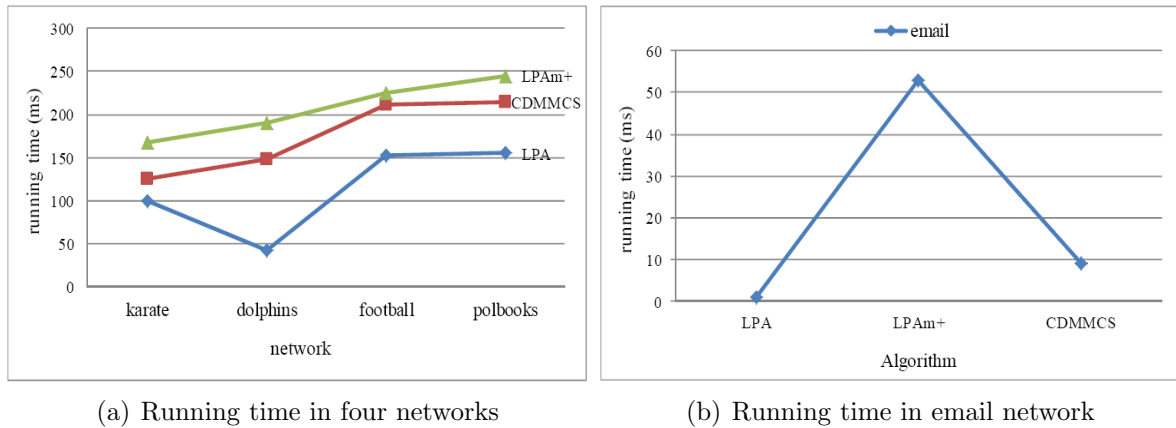 300
250
200
150
100
50
0
running time (ms)
LPAm+
CDMMCS
LPA
karate dolphins football polbooks
network
(a) Running time in four networks
email
60
50
40
30
20
10
0
running time (ms)
LPA LPAm+ CDMMCS
Algorithm
(b) Running time in email network